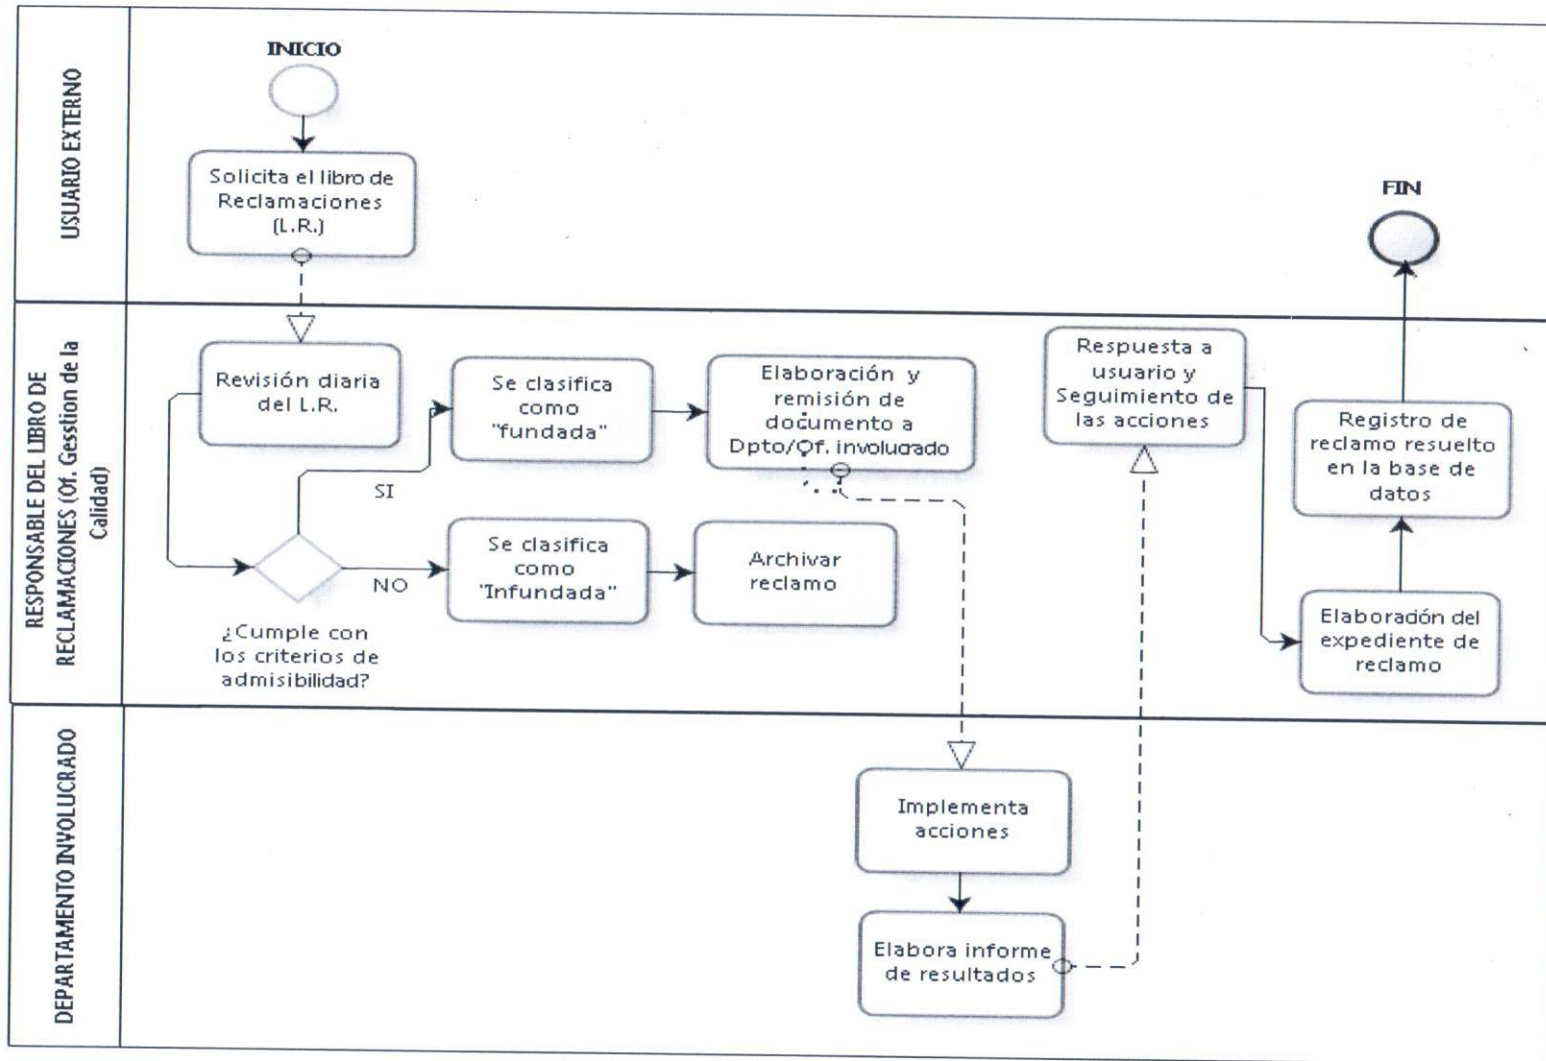 USUARIO EXTERNO
INICIO
Solicita el libro de
Reclamaciones
(L.R.)
FIN
RESPONSABLE DEL LIBRO DE
RECLAMACIONES (Of. Gestion de la
Calidad)
Revisión diaria
del L.R.
Se clasifica
como
"fundada"
Elaboración y
remisión de
documento a
Dpto/Of. involucrado
Respuesta a
usuario y
Seguimiento de
las acciones
Registro de
reclamo resuelto
en la base de
datos
SI
NO
¿Cumple con
los criterios de
admisibilidad?
Se clasifica
como
"Infundada"
Archivar
reclamo
Elaboración del
expediente de
reclamo
DEPARTAMENTO INVOLUCRADO
Implementa
acciones
Elabora informe
de resultados